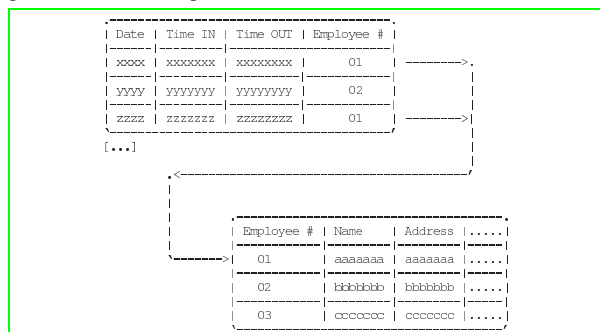 Date | Time IN | Time OUT | Employee #
xxxx | xxxxxxx | xxxxxxxx | 01
yyyy | yyyyyyy | yyyyyyyy | 02
zzzz | zzzzzzz | zzzzzzzz | 01
[...]
Employee # | Name | Address |.....|
01 | aaaaaaa | aaaaaaa |.....|
02 | bbbbbbb | bbbbbbb |.....|
03 | ccccccc | ccccccc |.....|